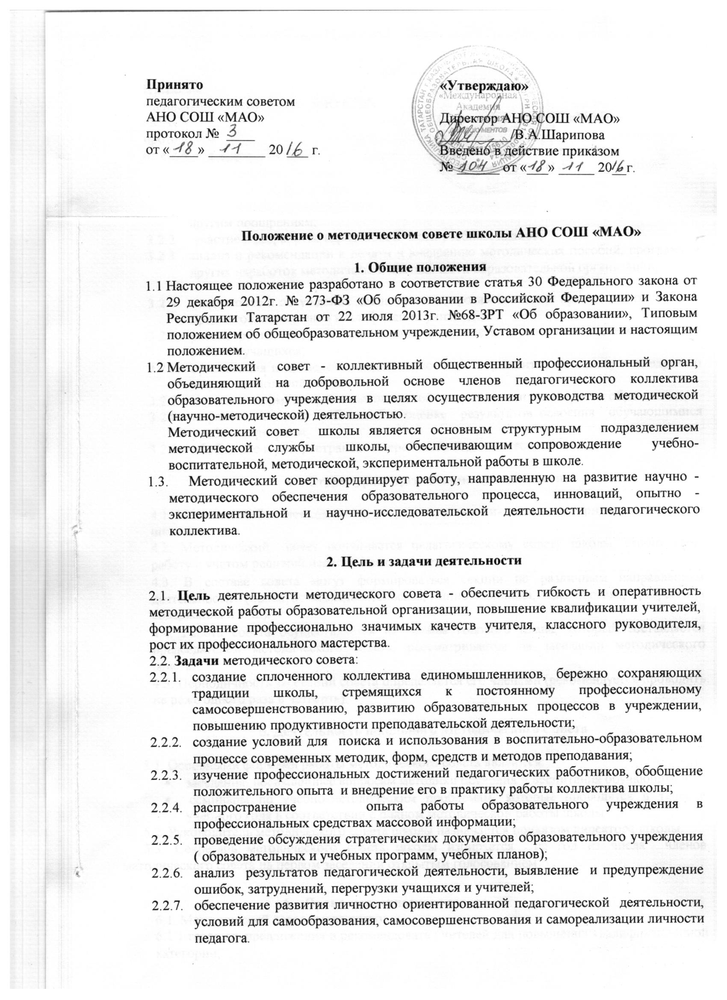 Принято
педагогическим советом
АНО СОШ «МАО»
протокол № 3
от «18» 11 2016 г.
«Утверждаю»
«Международная
Академия
Директор АНО СОШ «МАО»
/В.А.Шарипова
Введено в действие приказом
№ 104 от «18» 11 2016г.
Положение о методическом совете школы АНО СОШ «МАО»
1. Общие положения
1.1 Настоящее положение разработано в соответствие статья 30 Федерального закона от
29 декабря 2012г. № 273-ФЗ «Об образовании в Российской Федерации» и Закона
Республики Татарстан от 22 июля 2013г. №68-ЗРТ «Об образовании», Типовым
положением об общеобразовательном учреждении, Уставом организации и настоящим
положением.
1.2 Методический совет - коллективный общественный профессиональный орган,
объединяющий на добровольной основе членов педагогического коллектива
образовательного учреждения в целях осуществления руководства методической
(научно-методической) деятельностью.
Методический совет школы является основным структурным подразделением
методической службы школы, обеспечивающим сопровождение учебно-
воспитательной, методической, экспериментальной работы в школе.
1.3. Методический совет координирует работу, направленную на развитие научно -
методического обеспечения образовательного процесса, инноваций, опытно -
экспериментальной и научно-исследовательской деятельности педагогического
коллектива.
2. Цель и задачи деятельности
2.1. Цель деятельности методического совета - обеспечить гибкость и оперативность
методической работы образовательной организации, повышение квалификации учителей,
формирование профессионально значимых качеств учителя, классного руководителя,
рост их профессионального мастерства.
2.2. Задачи методического совета:
2.2.1. создание сплоченного коллектива единомышленников, бережно сохраняющих
традиции школы, стремящихся к постоянному профессиональному
самосовершенствованию, развитию образовательных процессов в учреждении,
повышению продуктивности преподавательской деятельности;
2.2.2. создание условий для поиска и использования в воспитательно-образовательном
процессе современных методик, форм, средств и методов преподавания;
2.2.3. изучение профессиональных достижений педагогических работников, обобщение
положительного опыта и внедрение его в практику работы коллектива школы;
2.2.4. распространение опыта работы образовательного учреждения в
профессиональных средствах массовой информации;
2.2.5. проведение обсуждения стратегических документов образовательного учреждения
( образовательных и учебных программ, учебных планов);
2.2.6. анализ результатов педагогической деятельности, выявление и предупреждение
ошибок, затруднений, перегрузки учащихся и учителей;
2.2.7. обеспечение развития личностно ориентированной педагогической деятельности,
условий для самообразования, самосовершенствования и самореализации личности
педагога.